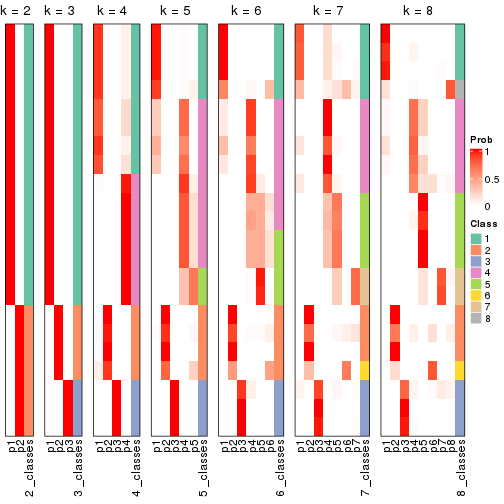 k = 2
k = 3
k = 4
k = 5
k = 6
k = 7
k = 8
Prob
1
0.5
0
Class
1
2
3
4
5
6
7
8
p1
p2
2_classes
p1
p2
p3
3_classes
p1
p2
p3
p4
4_classes
p1
p2
p3
p4
p5
5_classes
p1
p2
p3
p4
p5
p6
6_classes
p1
p2
p3
p4
p5
p6
p7
7_classes
p1
p2
p3
p4
p5
p6
p7
p8
8_classes